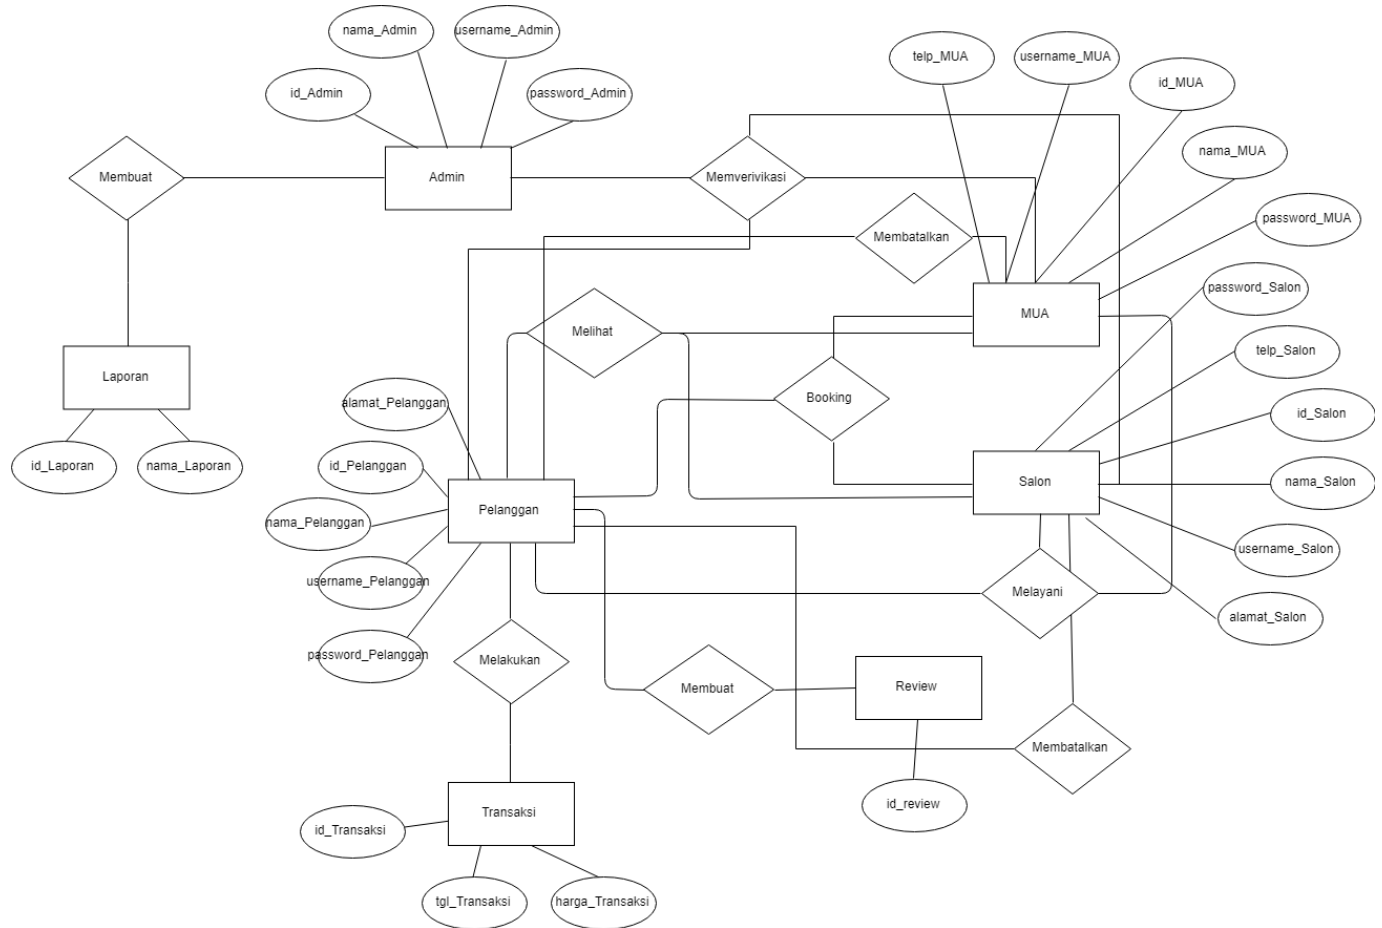 nama_Admin
username_Admin
telp_MUA
username_MUA
id_MUA
id_Admin
password_Admin
nama_MUA
Membuat
Admin
Memverivikasi
password_MUA
Membatalkan
password_Salon
MUA
Melihat
telp_Salon
Laporan
Booking
alamat_Pelanggan
id_Salon
id_Laporan
nama_Laporan
id_Pelanggan
Salon
nama_Salon
Pelanggan
nama_Pelanggan
username_Salon
username_Pelanggan
Melayani
alamat_Salon
password_Pelanggan
Melakukan
Membuat
Review
Membatalkan
id_review
Transaksi
id_Transaksi
tgl_Transaksi
harga_Transaksi